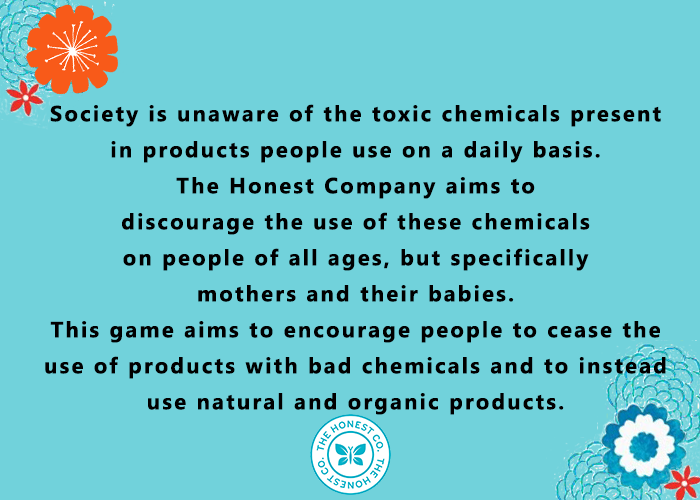 Society is unaware of the toxic chemicals present
in products people use on a daily basis.
The Honest Company aims to
discourage the use of these chemicals
on people of all ages, but specifically
mothers and their babies.
This game aims to encourage people to cease the
use of products with bad chemicals and to instead
use natural and organic products.
THE HONEST CO. THE HONEST CO.